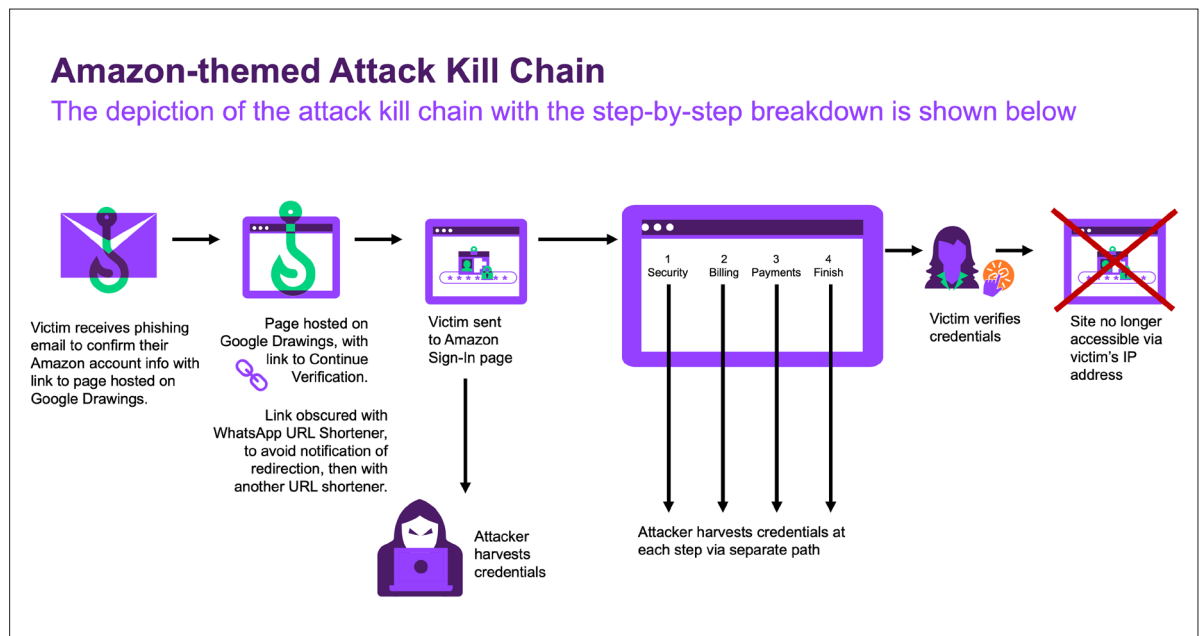 Amazon-themed Attack Kill Chain
The depiction of the attack kill chain with the step-by-step breakdown is shown below
Victim receives phishing
email to confirm their
Amazon account info with
link to page hosted on
Google Drawings.
Page hosted on
Google Drawings, with
link to Continue
Verification.
Link obscured with
WhatsApp URL Shortener,
to avoid notification of
redirection, then with
another URL shortener.
Victim sent
to Amazon
Sign-In page
Attacker
harvests
credentials
1
Security
2
Billing
3
Payments
4
Finish
Attacker harvests credentials at
each step via separate path
Victim verifies
credentials
Site no longer
accessible via
victim's IP
address